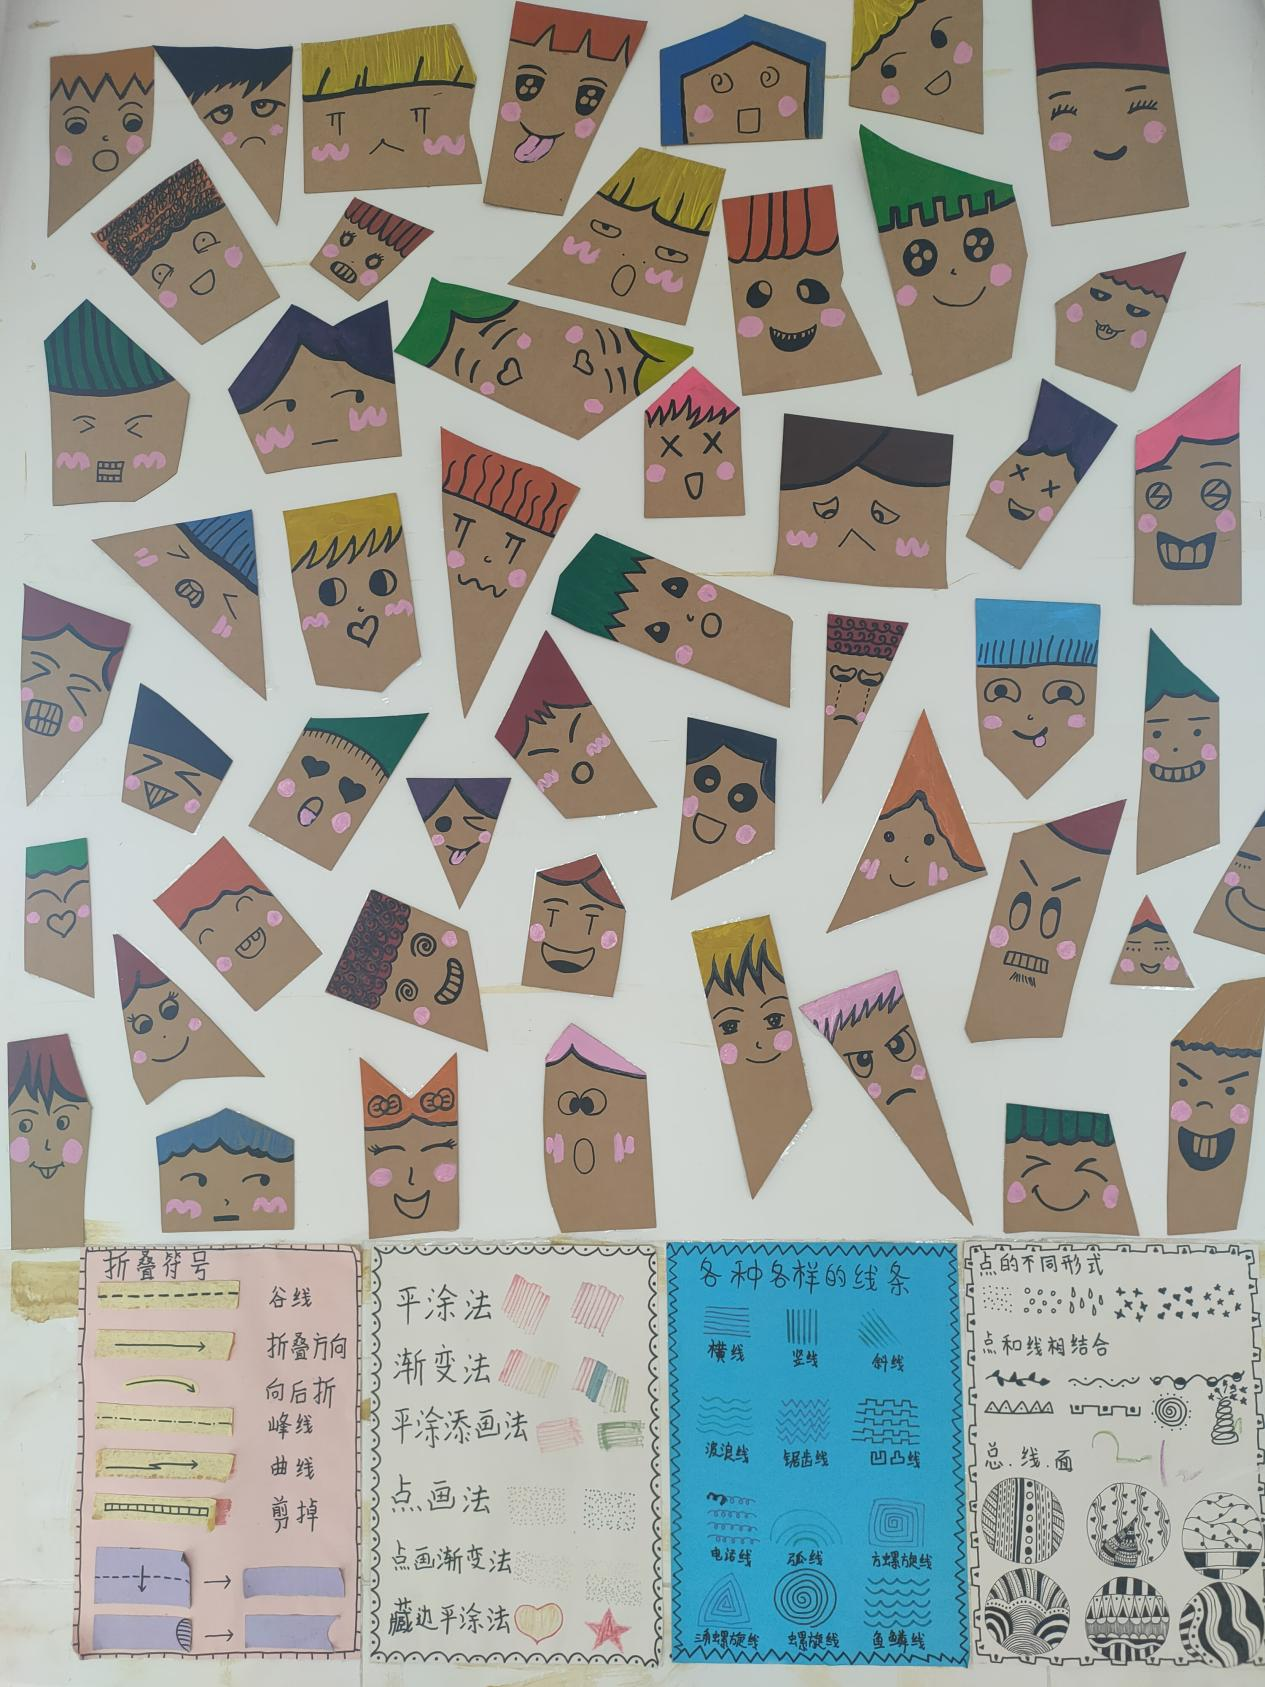 折叠符号
谷线
折叠方向
向后折
峰线
曲线
剪掉
平涂法
渐变法
平涂添画法
点画法
点画渐变法
藏边平涂法
各种各样的线条
横线 竖线 斜线
波浪线 锯齿线 凹凸线
电话线 弧线 方螺旋线
三角螺旋线 螺旋线 鱼鳞线
点的不同形式
点和线相结合
总.线.面